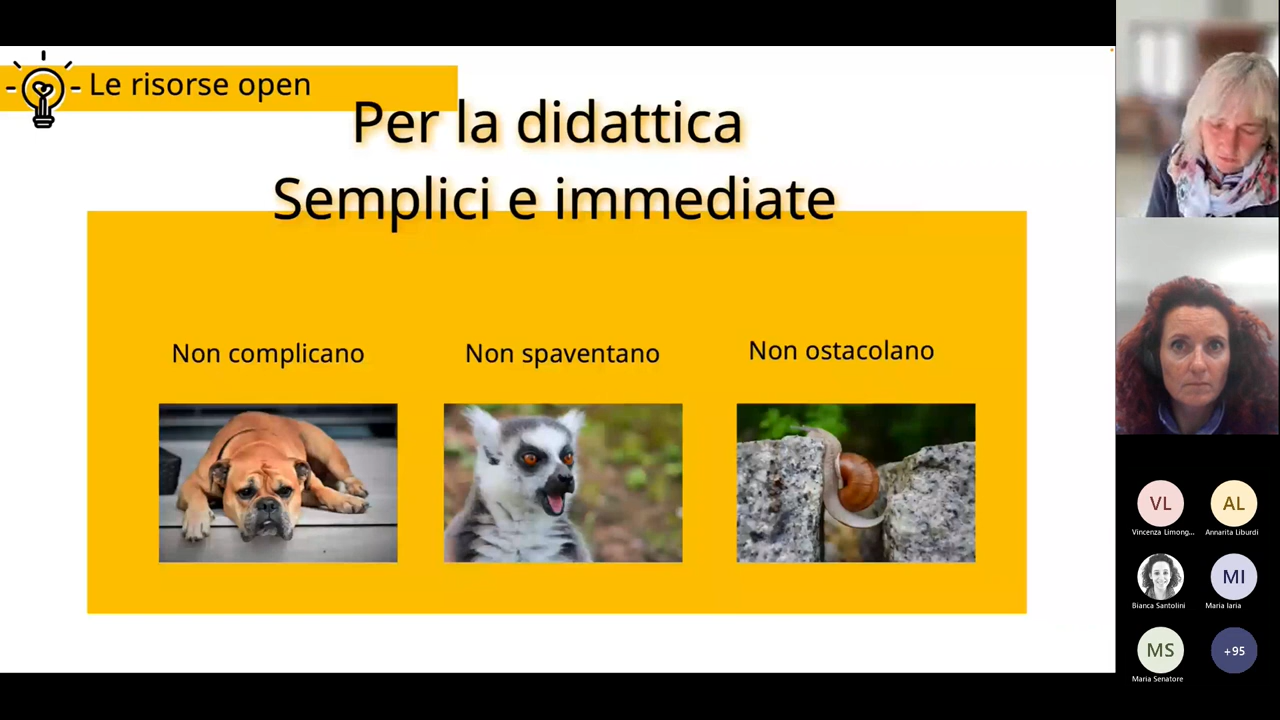 Le risorse open
Per la didattica
Semplici e immediate
Non complicano
Non spaventano
Non ostacolano
VL
AL
Vincenza Limong...
Annarita Liburdi
MI
Bianca Santolini
Maria Iaria
MS
+95
Maria Senatore